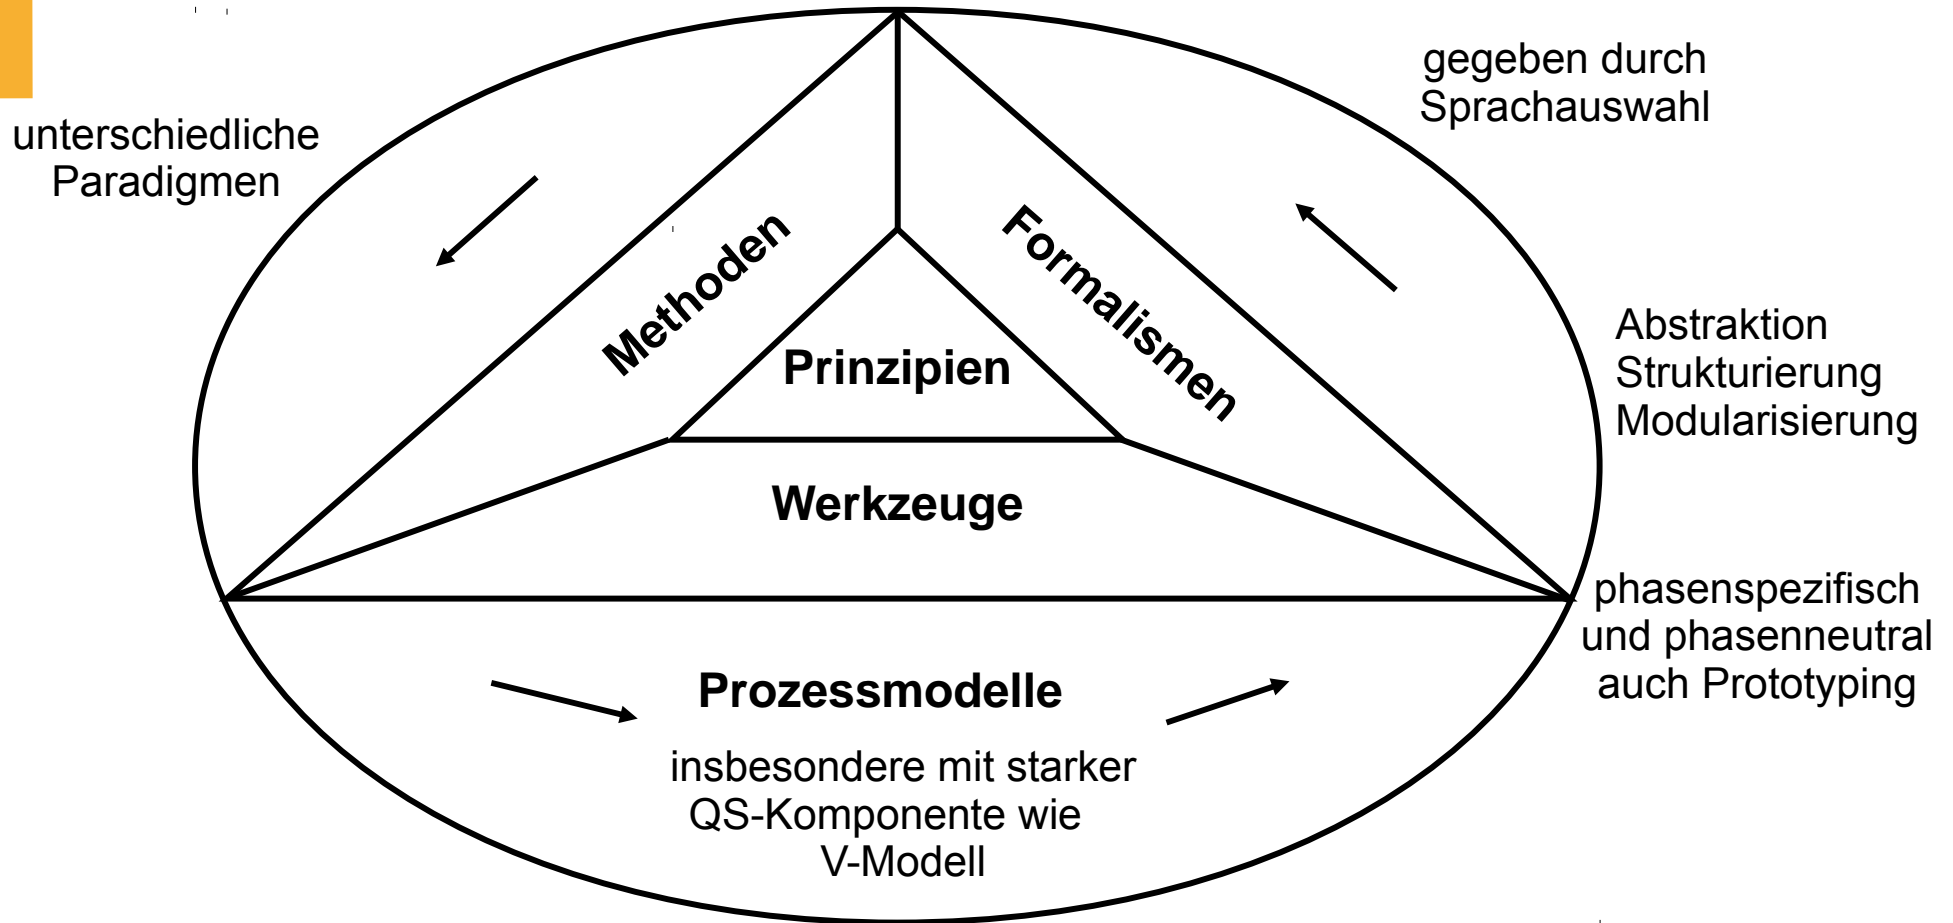 gegeben durch
Sprachauswahl
unterschiedliche
Paradigmen
Methoden
Formalismen
Prinzipien
Abstraktion
Strukturierung
Modularisierung
Werkzeuge
phasenspezifisch
und phasenneutral
auch Prototyping
Prozessmodelle
insbesondere mit starker
QS-Komponente wie
V-Modell